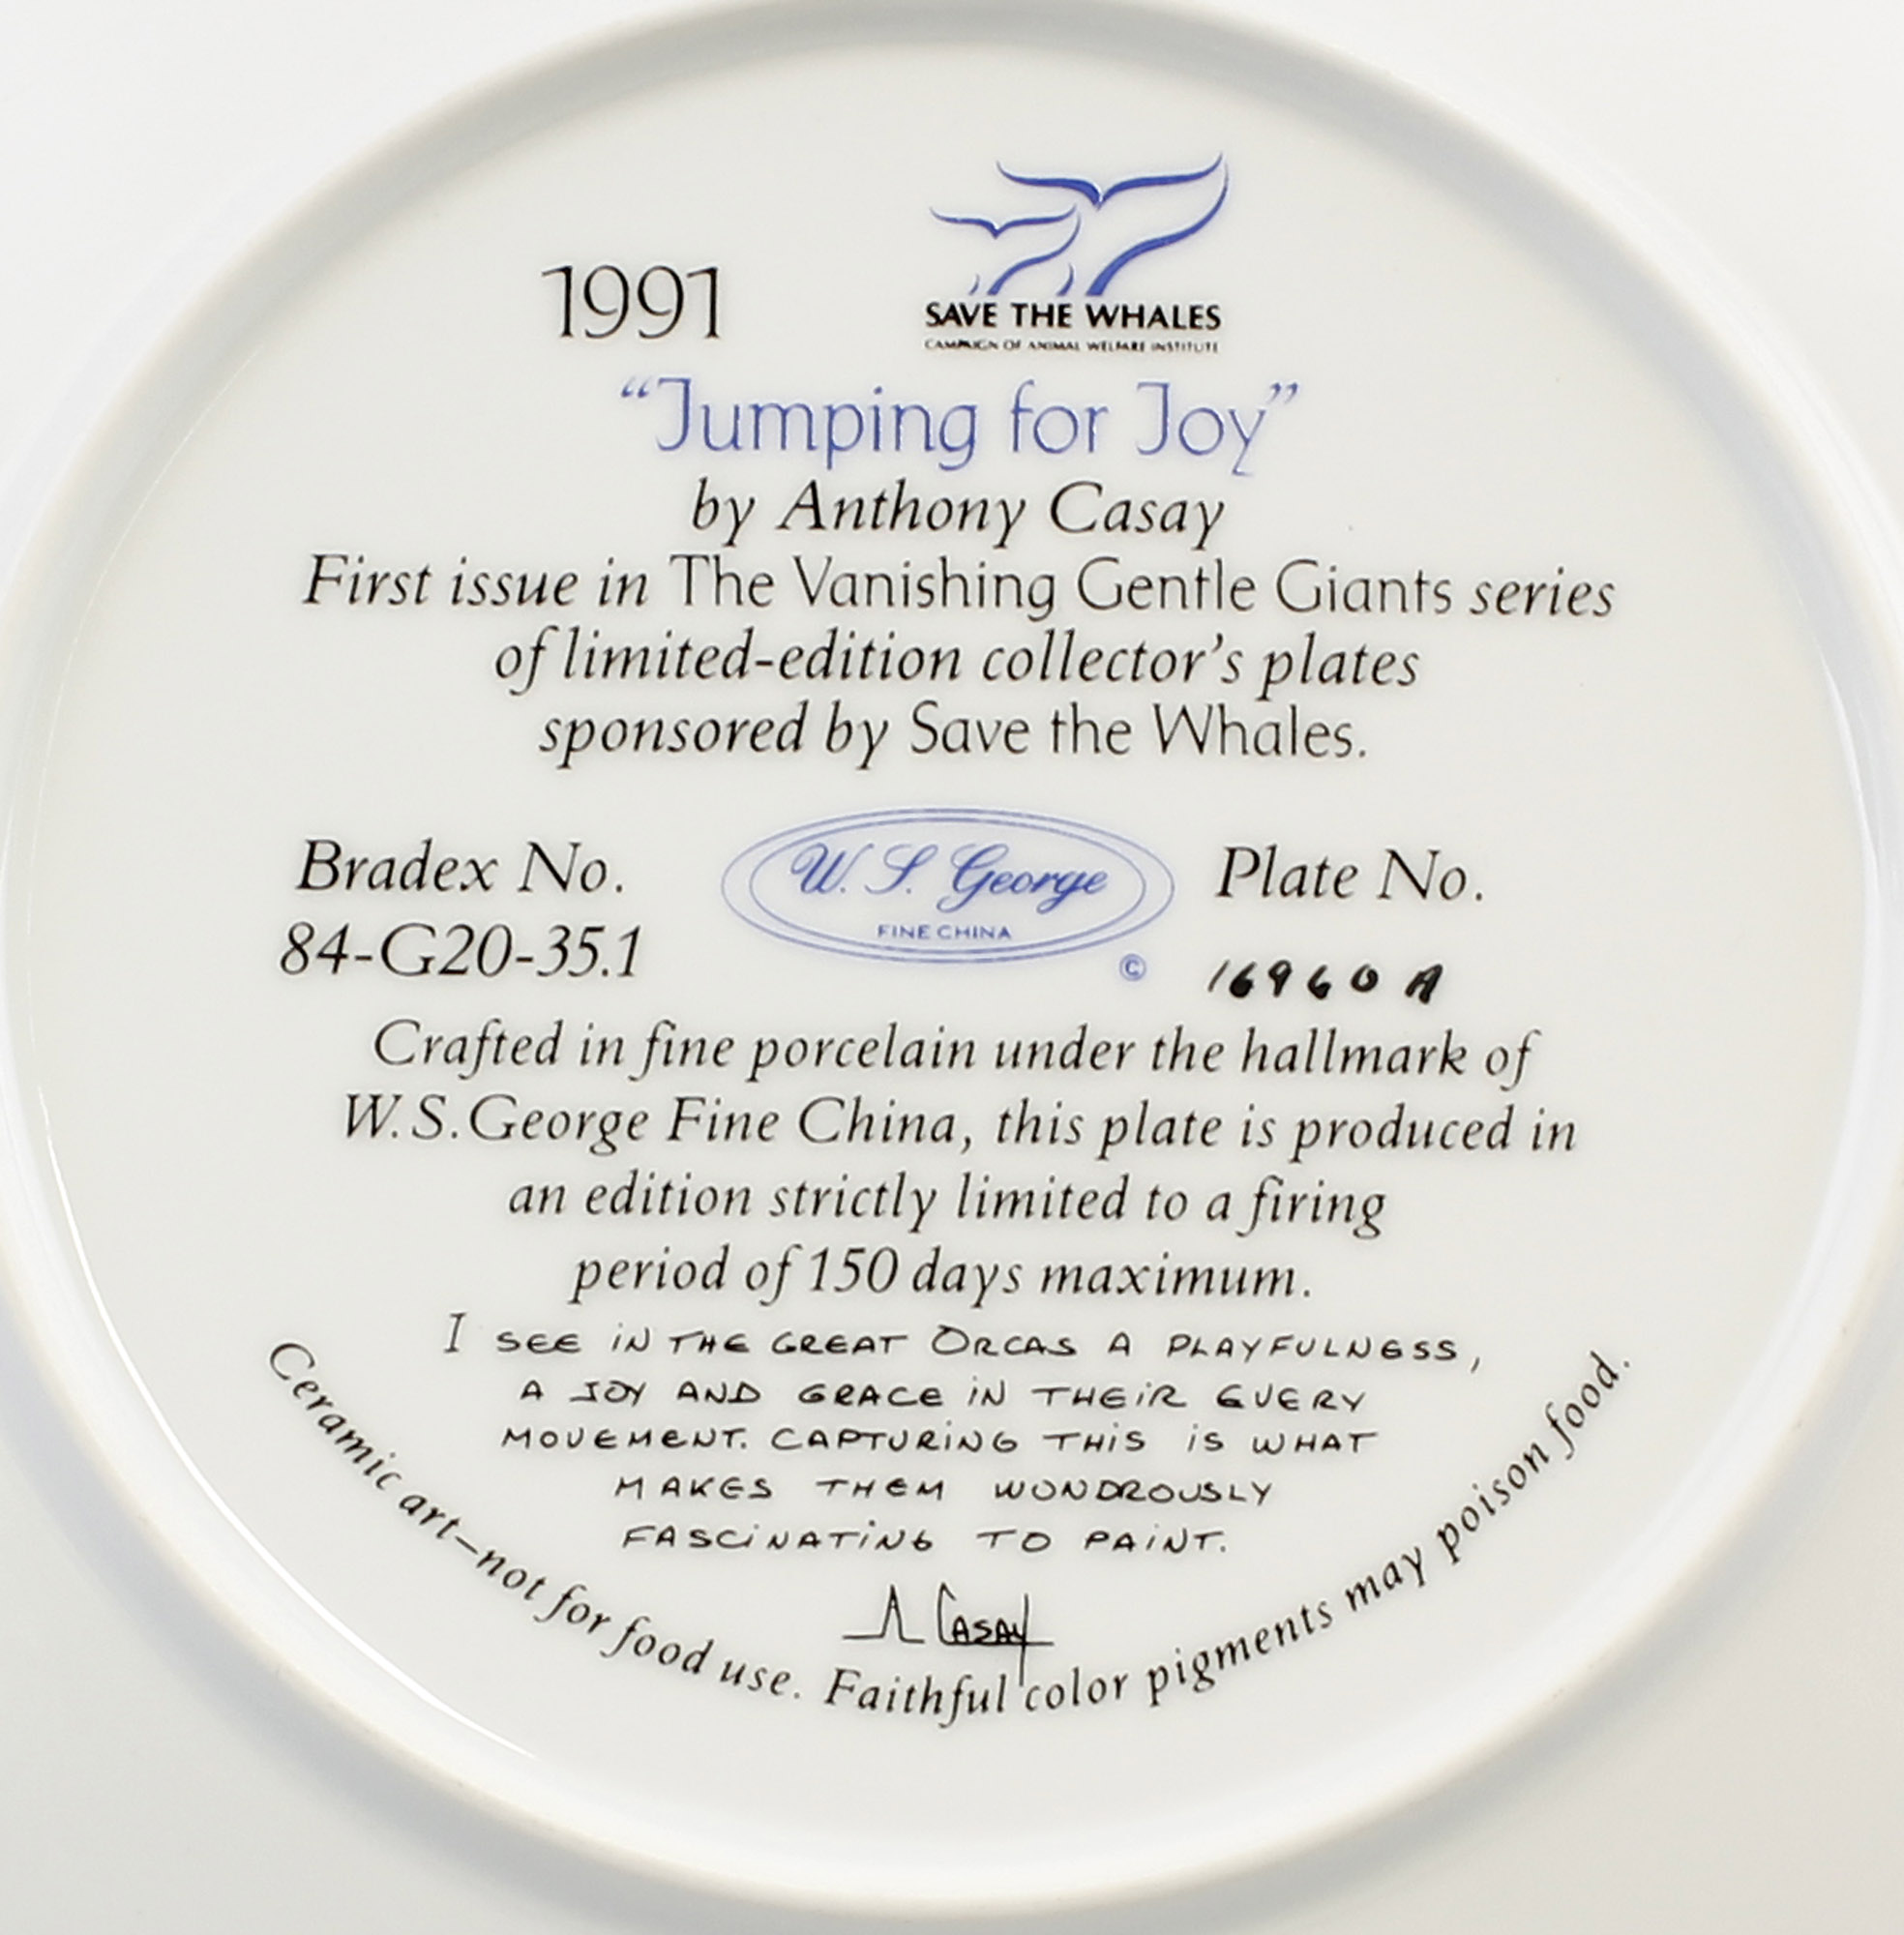 1991
SAVE THE WHALES
CAMPAIGN OF ANIMAL WELFARE INSTITUTE
“Jumping for Joy”
by Anthony Casay
First issue in The Vanishing Gentle Giants series
of limited-edition collector’s plates
sponsored by Save the Whales.
Bradex No.
84-G20-35.1
W. S. George
FINE CHINA
©
Plate No.
16960 A
Crafted in fine porcelain under the hallmark of
W.S. George Fine China, this plate is produced in
an edition strictly limited to a firing
period of 150 days maximum.
I SEE IN THE GREAT ORCAS A PLAYFULNESS,
A JOY AND GRACE IN THEIR EVERY
MOVEMENT. CAPTURING THIS IS WHAT
MAKES THEM WONDROUSLY
FASCINATING TO PAINT.
A CASAY
Ceramic art—not for food use. Faithful color pigments may poison food.